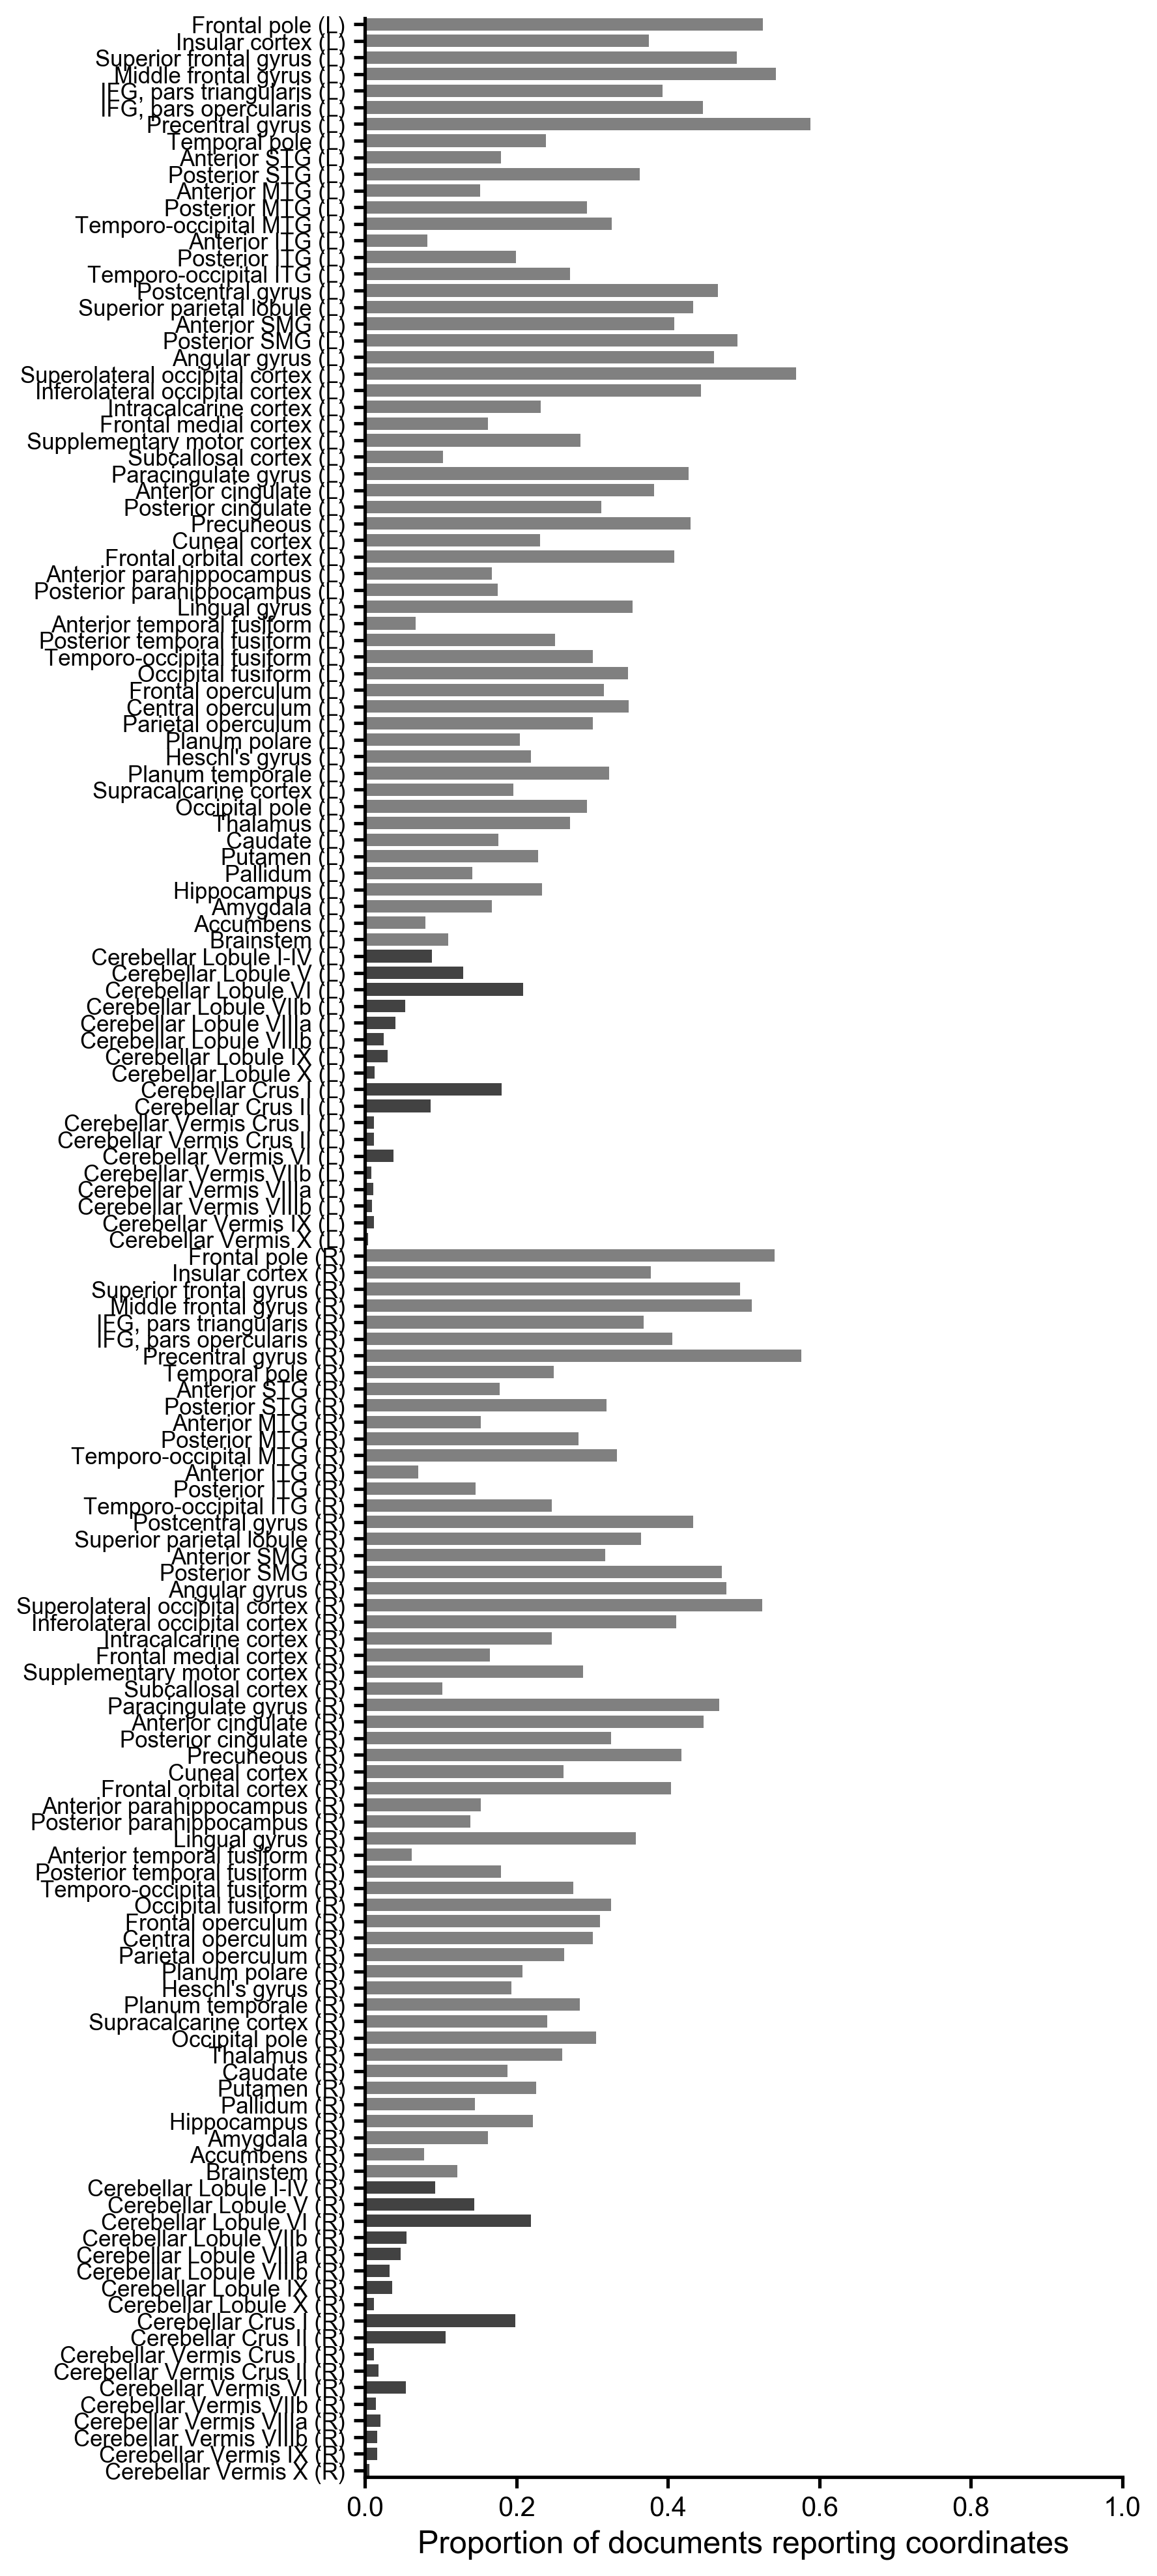 Frontal pole (L)
Insular cortex (L)
Superior frontal gyrus (L)
Middle frontal gyrus (L)
IFG, pars triangularis (L)
IFG, pars opercularis (L)
Precentral gyrus (L)
Temporal pole (L)
Anterior STG (L)
Posterior STG (L)
Anterior MTG (L)
Posterior MTG (L)
Temporo-occipital MTG (L)
Anterior ITG (L)
Posterior ITG (L)
Temporo-occipital ITG (L)
Postcentral gyrus (L)
Superior parietal lobule (L)
Anterior SMG (L)
Posterior SMG (L)
Angular gyrus (L)
Superolateral occipital cortex (L)
Inferolateral occipital cortex (L)
Intracalcarine cortex (L)
Frontal medial cortex (L)
Supplementary motor cortex (L)
Subcallosal cortex (L)
Paracingulate gyrus (L)
Anterior cingulate (L)
Posterior cingulate (L)
Precuneous (L)
Cuneal cortex (L)
Frontal orbital cortex (L)
Anterior parahippocampus (L)
Posterior parahippocampus (L)
Lingual gyrus (L)
Anterior temporal fusiform (L)
Posterior temporal fusiform (L)
Temporo-occipital fusiform (L)
Occipital fusiform (L)
Frontal operculum (L)
Central operculum (L)
Parietal operculum (L)
Planum polare (L)
Heschl's gyrus (L)
Planum temporale (L)
Supracalcarine cortex (L)
Occipital pole (L)
Thalamus (L)
Caudate (L)
Putamen (L)
Pallidum (L)
Hippocampus (L)
Amygdala (L)
Accumbens (L)
Brainstem (L)
Cerebellar Lobule I-IV (L)
Cerebellar Lobule V (L)
Cerebellar Lobule VI (L)
Cerebellar Lobule VIIb (L)
Cerebellar Lobule VIIIa (L)
Cerebellar Lobule VIIIb (L)
Cerebellar Lobule IX (L)
Cerebellar Lobule X (L)
Cerebellar Crus I (L)
Cerebellar Crus II (L)
Cerebellar Vermis Crus I (L)
Cerebellar Vermis Crus II (L)
Cerebellar Vermis VI (L)
Cerebellar Vermis VIIb (L)
Cerebellar Vermis VIIIa (L)
Cerebellar Vermis VIIIb (L)
Cerebellar Vermis IX (L)
Cerebellar Vermis X (L)
Frontal pole (R)
Insular cortex (R)
Superior frontal gyrus (R)
Middle frontal gyrus (R)
IFG, pars triangularis (R)
IFG, pars opercularis (R)
Precentral gyrus (R)
Temporal pole (R)
Anterior STG (R)
Posterior STG (R)
Anterior MTG (R)
Posterior MTG (R)
Temporo-occipital MTG (R)
Anterior ITG (R)
Posterior ITG (R)
Temporo-occipital ITG (R)
Postcentral gyrus (R)
Superior parietal lobule (R)
Anterior SMG (R)
Posterior SMG (R)
Angular gyrus (R)
Superolateral occipital cortex (R)
Inferolateral occipital cortex (R)
Intracalcarine cortex (R)
Frontal medial cortex (R)
Supplementary motor cortex (R)
Subcallosal cortex (R)
Paracingulate gyrus (R)
Anterior cingulate (R)
Posterior cingulate (R)
Precuneous (R)
Cuneal cortex (R)
Frontal orbital cortex (R)
Anterior parahippocampus (R)
Posterior parahippocampus (R)
Lingual gyrus (R)
Anterior temporal fusiform (R)
Posterior temporal fusiform (R)
Temporo-occipital fusiform (R)
Occipital fusiform (R)
Frontal operculum (R)
Central operculum (R)
Parietal operculum (R)
Planum polare (R)
Heschl's gyrus (R)
Planum temporale (R)
Supracalcarine cortex (R)
Occipital pole (R)
Thalamus (R)
Caudate (R)
Putamen (R)
Pallidum (R)
Hippocampus (R)
Amygdala (R)
Accumbens (R)
Brainstem (R)
Cerebellar Lobule I-IV (R)
Cerebellar Lobule V (R)
Cerebellar Lobule VI (R)
Cerebellar Lobule VIIb (R)
Cerebellar Lobule VIIIa (R)
Cerebellar Lobule VIIIb (R)
Cerebellar Lobule IX (R)
Cerebellar Lobule X (R)
Cerebellar Crus I (R)
Cerebellar Crus II (R)
Cerebellar Vermis Crus I (R)
Cerebellar Vermis Crus II (R)
Cerebellar Vermis VI (R)
Cerebellar Vermis VIIb (R)
Cerebellar Vermis VIIIa (R)
Cerebellar Vermis VIIIb (R)
Cerebellar Vermis IX (R)
Cerebellar Vermis X (R)
0.0 0.2 0.4 0.6 0.8 1.0
Proportion of documents reporting coordinates